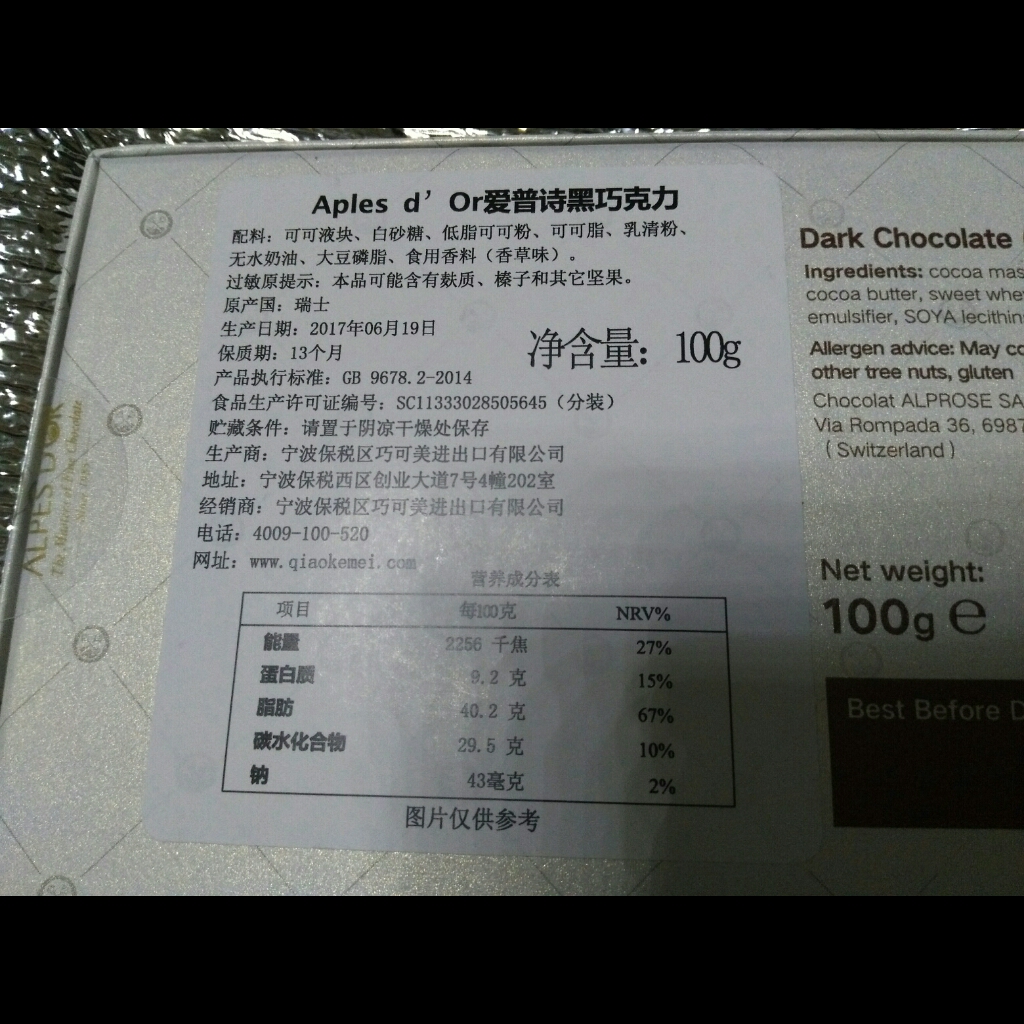 Aples d’ Or爱普诗黑巧克力
配料：可可液块、白砂糖、低脂可可粉、可可脂、乳清粉、
无水奶油、大豆磷脂、食用香料（香草味）。
过敏原提示：本品可能含有麸质、榛子和其它坚果。
原产国：瑞士
生产日期：2017年06月19日
保质期：13个月
净含量：100g
产品执行标准：GB 9678.2-2014
食品生产许可证编号：SC11333028505645（分装）
贮藏条件：请置于阴凉干燥处保存
生产商：宁波保税区巧可美进出口有限公司
地址：宁波保税西区创业大道7号4幢202室
经销商：宁波保税区巧可美进出口有限公司
电话：4009-100-520
网址：www.qiaokemei.com
营养成分表
项目 每100克 NRV%
能量 2256 千焦 27%
蛋白质 9.2 克 15%
脂肪 40.2 克 67%
碳水化合物 29.5 克 10%
钠 43毫克 2%
图片仅供参考
Dark Chocolate
Ingredients: cocoa mas
cocoa butter, sweet whe
emulsifier, SOYA lecithin
Allergen advice: May co
other tree nuts, gluten
Chocolat ALPROSE SA
Via Rompada 36, 6987
(Switzerland)
Net weight:
100g ℮
Best Before D
ALPES D'OR
The Master of Fine Chocolate